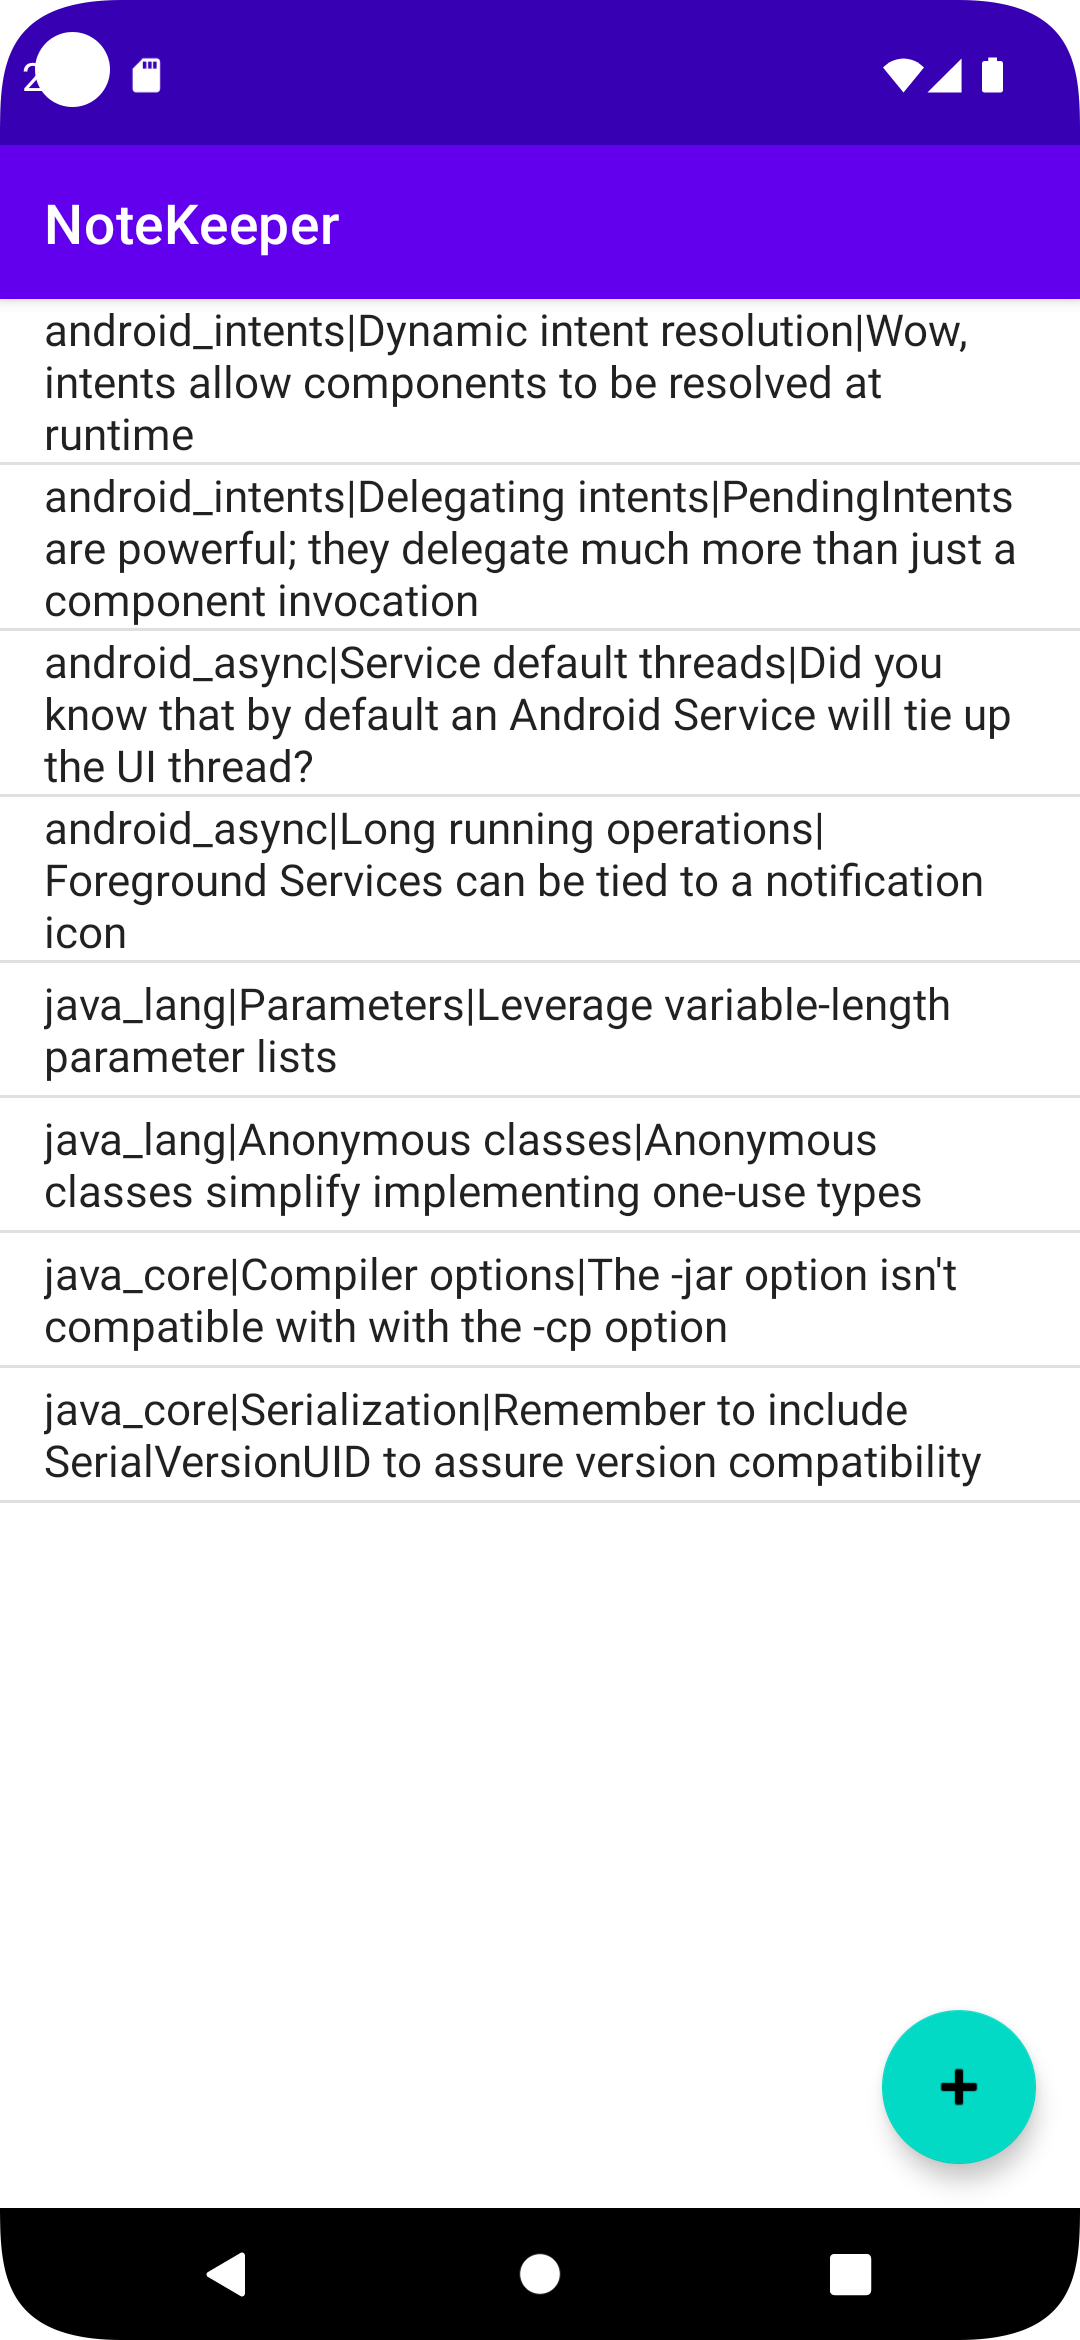 NoteKeeper
android_intents|Dynamic intent resolution|Wow,
intents allow components to be resolved at
runtime
android_intents|Delegating intents|PendingIntents
are powerful; they delegate much more than just a
component invocation
android_async|Service default threads|Did you
know that by default an Android Service will tie up
the UI thread?
android_async|Long running operations|
Foreground Services can be tied to a notification
icon
java_lang|Parameters|Leverage variable-length
parameter lists
java_lang|Anonymous classes|Anonymous
classes simplify implementing one-use types
java_core|Compiler options|The -jar option isn't
compatible with with the -cp option
java_core|Serialization|Remember to include
SerialVersionUID to assure version compatibility